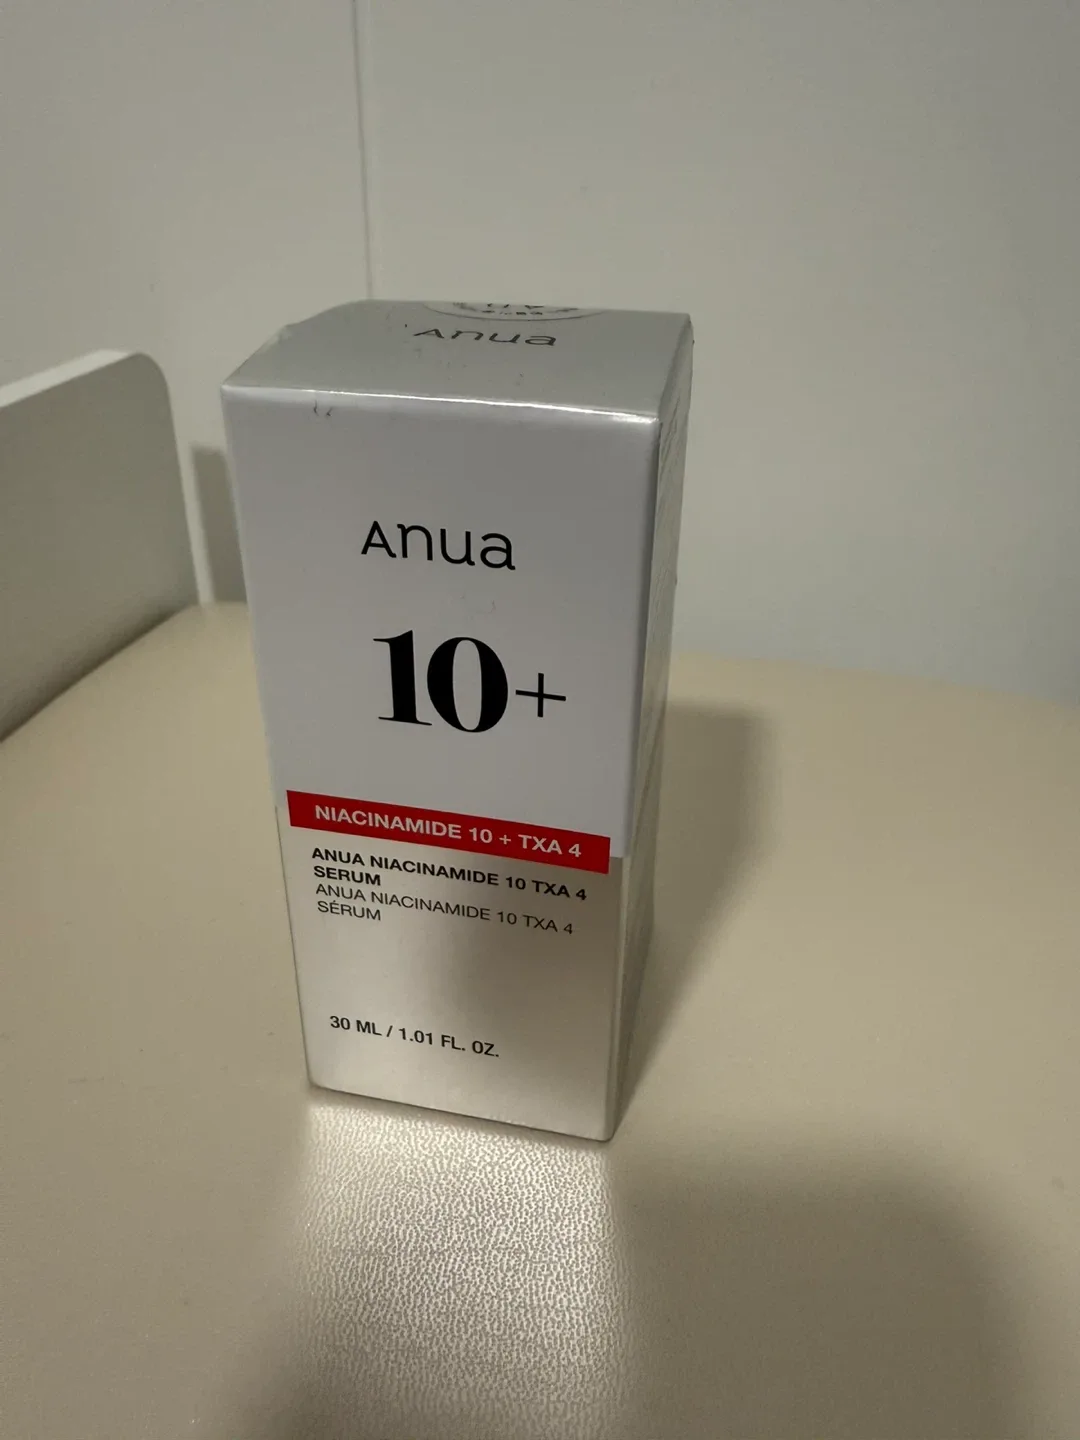 Anua
Anua
10+
NIACINAMIDE 10 + TXA 4
ANUA NIACINAMIDE 10 TXA 4
SERUM
ANUA NIACINAMIDE 10 TXA 4
SÉRUM
30 ML / 1.01 FL. OZ.